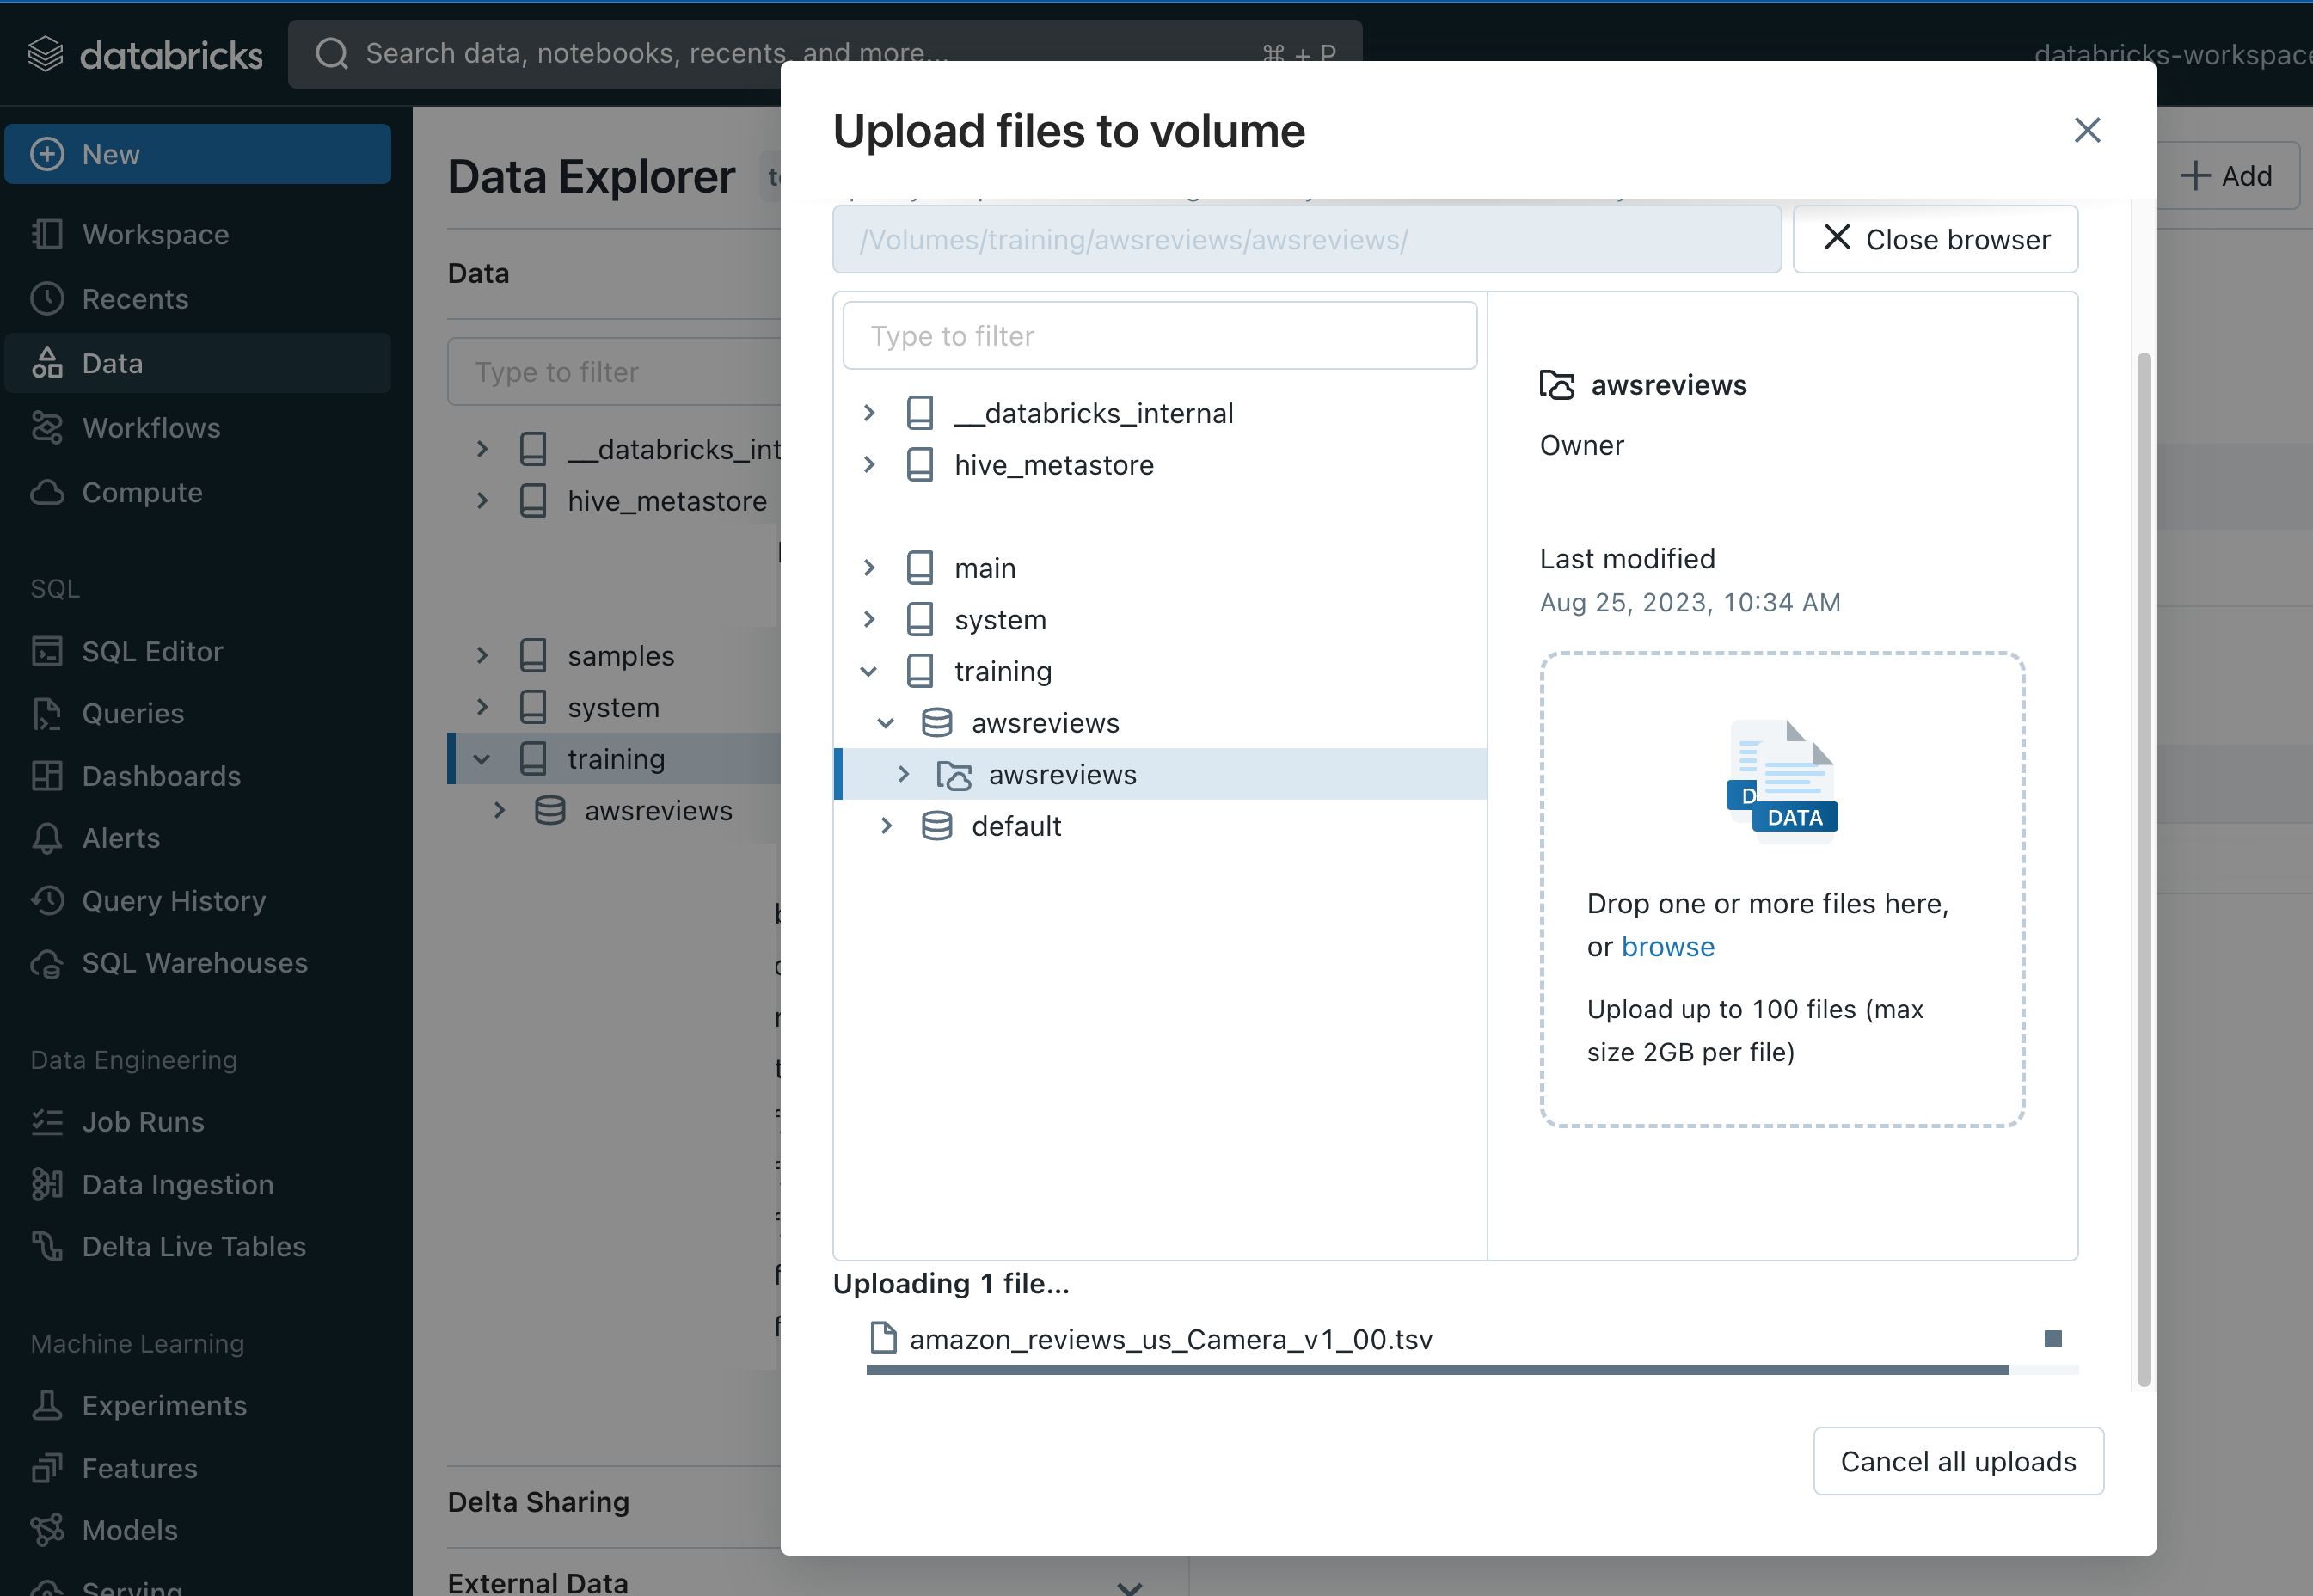 databricks
Search data, notebooks, recents, and more...
⌘ + P
databricks-workspace
New
Workspace
Recents
Data
Workflows
Compute
SQL
SQL Editor
Queries
Dashboards
Alerts
Query History
SQL Warehouses
Data Engineering
Job Runs
Data Ingestion
Delta Live Tables
Machine Learning
Experiments
Features
Models
Serving
Data Explorer
Add
Data
Type to filter
__databricks_int
hive_metastore
samples
system
training
awsreviews
Delta Sharing
External Data
Upload files to volume
/Volumes/training/awsreviews/awsreviews/
Close browser
Type to filter
__databricks_internal
hive_metastore
main
system
training
awsreviews
awsreviews
default
awsreviews
Owner
Last modified
Aug 25, 2023, 10:34 AM
D
DATA
Drop one or more files here,
or browse
Upload up to 100 files (max
size 2GB per file)
Uploading 1 file...
amazon_reviews_us_Camera_v1_00.tsv
Cancel all uploads